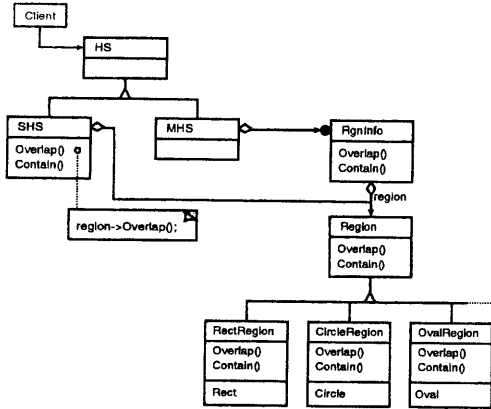 Client
HS
SHS
Overlap()
Contain()
MHS
RgnInfo
Overlap()
Contain()
region
region->Overlap();
Region
Overlap()
Contain()
RectRegion
Overlap()
Contain()
Rect
CircleRegion
Overlap()
Contain()
Circle
OvalRegion
Overlap()
Contain()
Oval